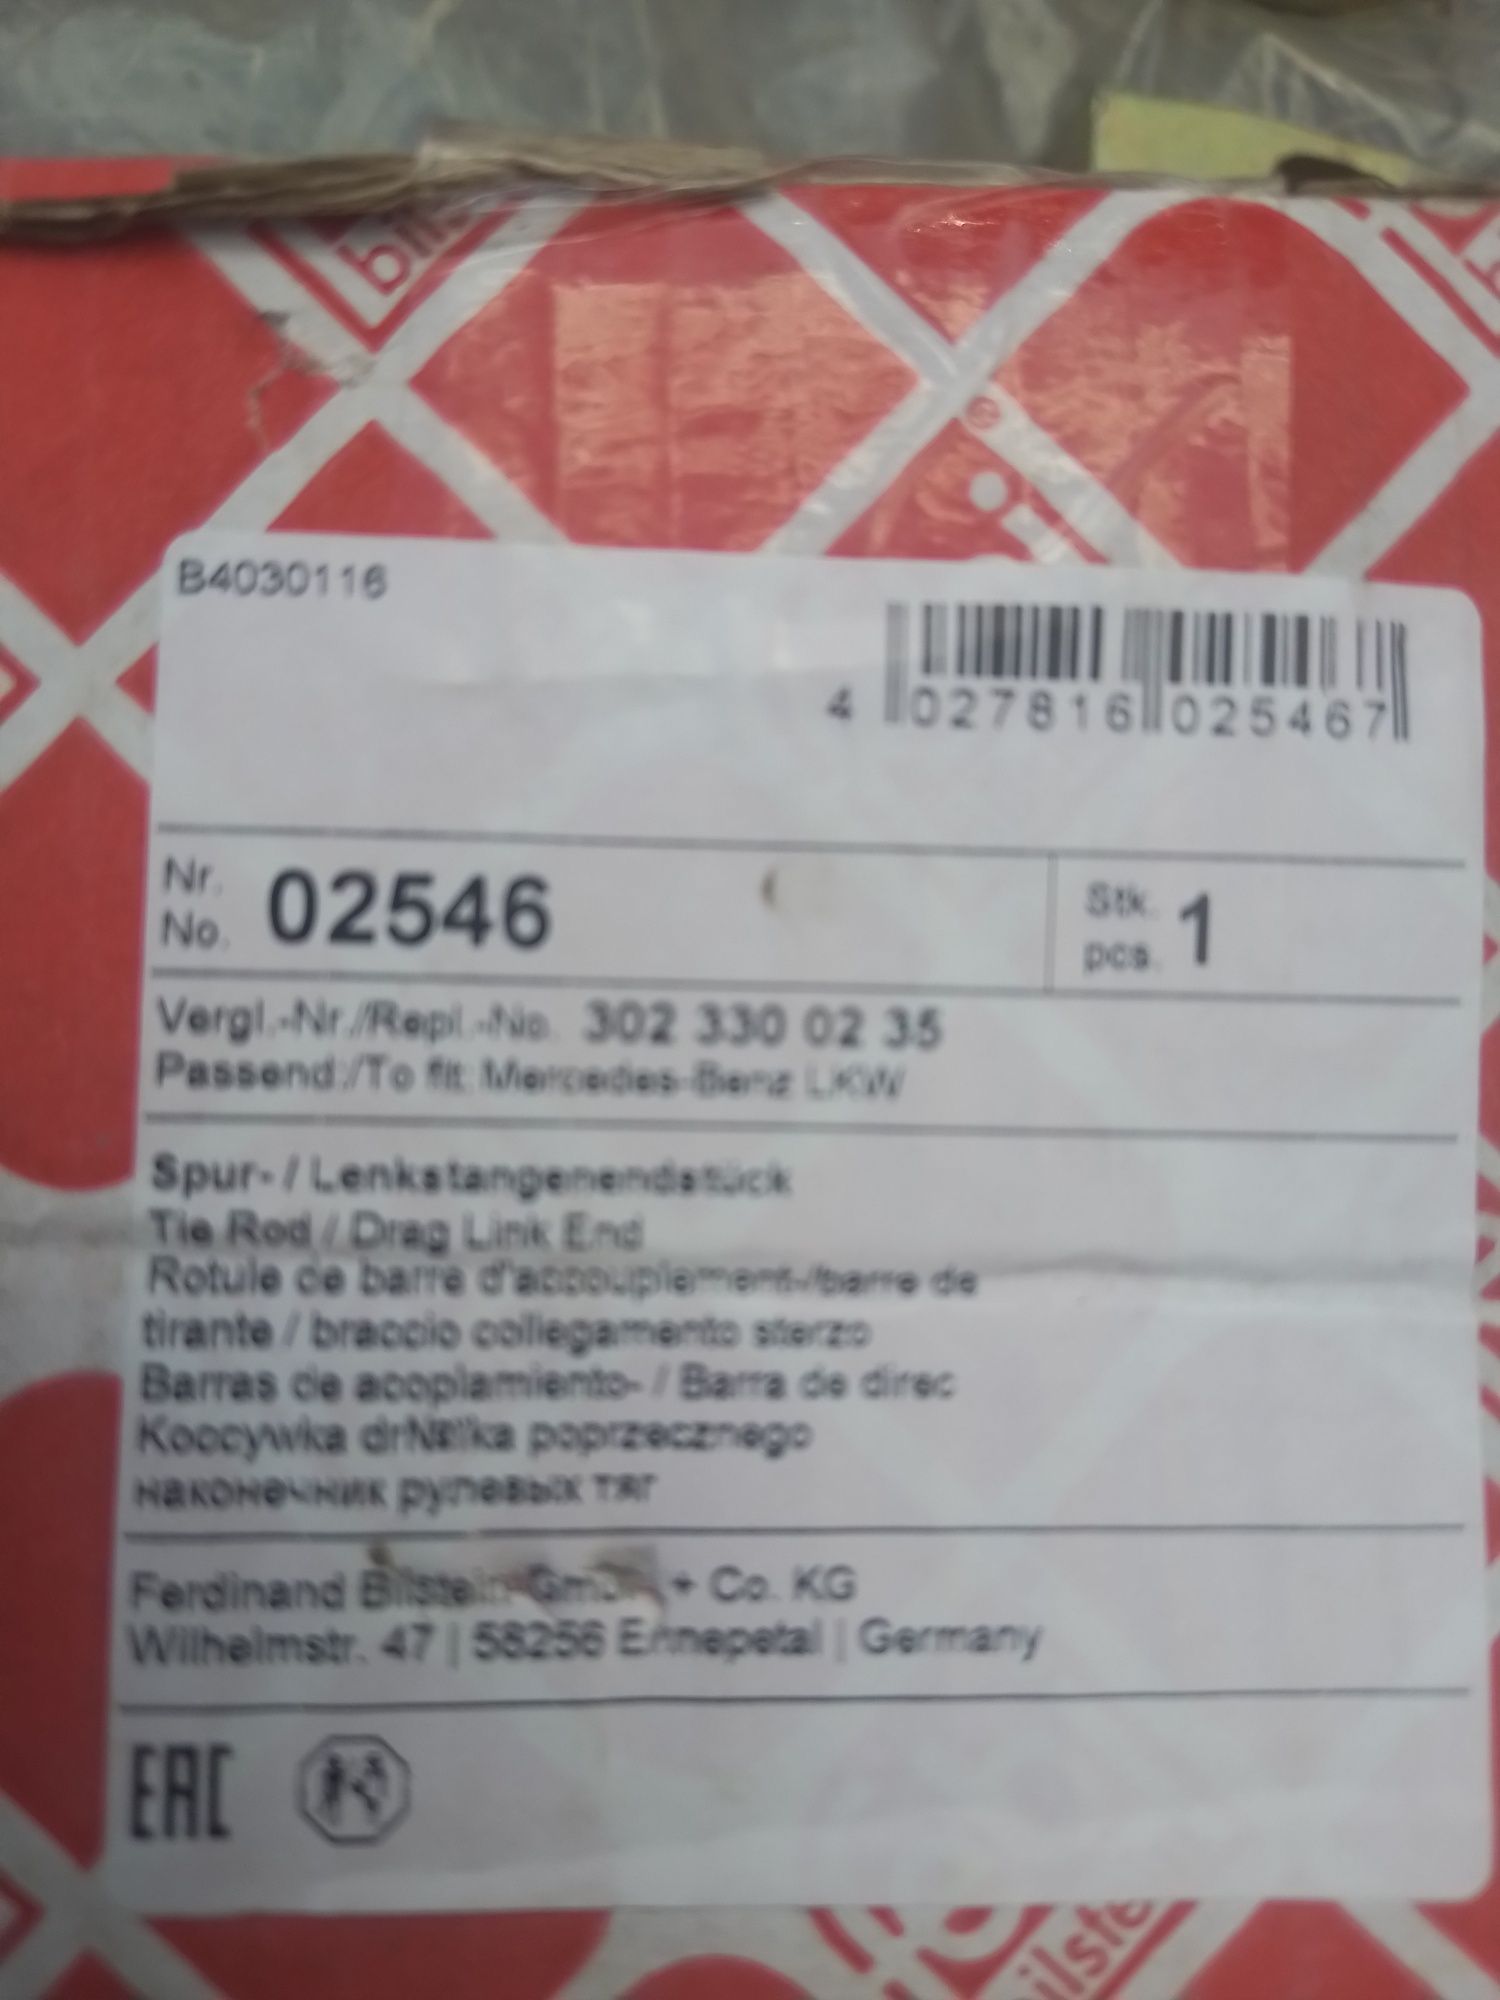 bils
®
B4030116
4 027816 025467
Nr.
No. 02546
Stk.
pcs. 1
Vergl.-Nr./Repl.-No. 302 330 02 35
Passend:/To fit: Mercedes-Benz LKW
Spur- / Lenkstangenendstück
Tie Rod / Drag Link End
Rotule de barre d'accouplement-/barre de
tirante / braccio collegamento sterzo
Barras de acoplamiento- / Barra de direc
Koocywka poprzecznego
наконечник рулевых тяг
Ferdinand Bilstein GmbH + Co. KG
Wilhelmstr. 47 | 58256 Ennepetal | Germany
EAC
bilste